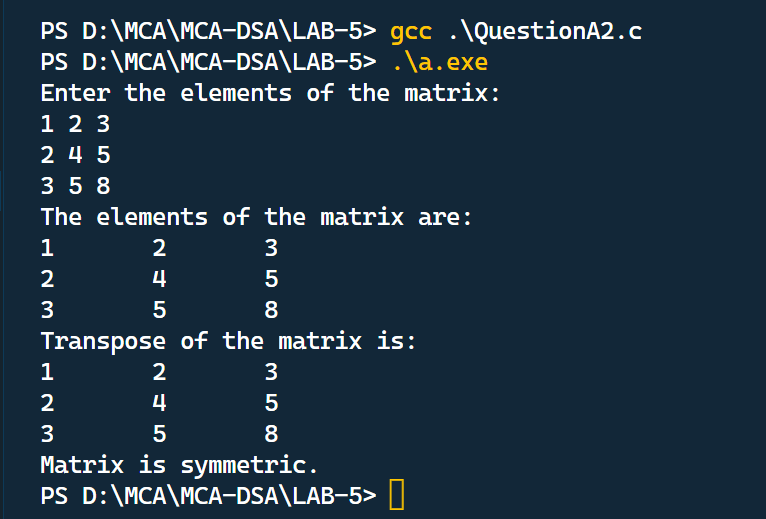 PS D:\MCA\MCA-DSA\LAB-5> gcc .\QuestionA2.c
PS D:\MCA\MCA-DSA\LAB-5> .\a.exe
Enter the elements of the matrix:
1 2 3
2 4 5
3 5 8
The elements of the matrix are:
1 2 3
2 4 5
3 5 8
Transpose of the matrix is:
1 2 3
2 4 5
3 5 8
Matrix is symmetric.
PS D:\MCA\MCA-DSA\LAB-5>